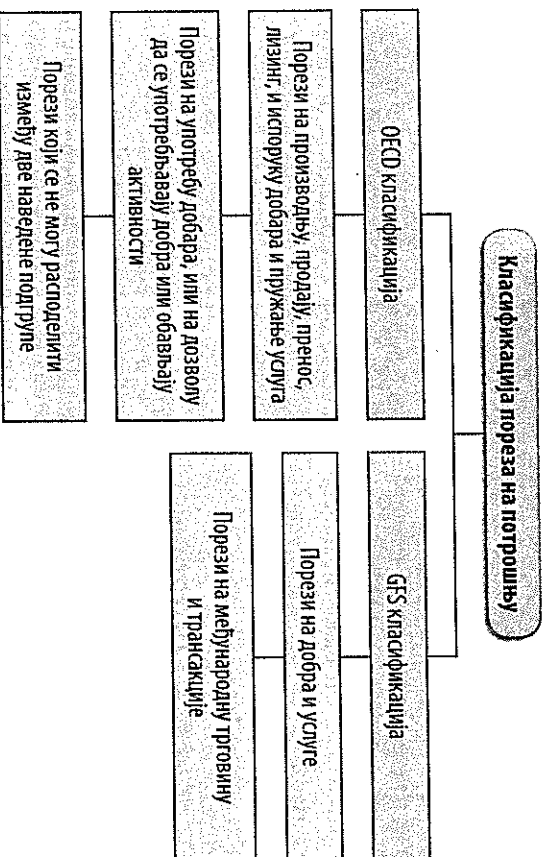 Класификација пореза на потрошњу
OECD класификација
Порези на производњу, продају, пренос,
лизинг, и испоруку добара и пружање услуга
Порези на употребу добара, или на дозволу
да се употребљавају добра или обављају
активности
Порези који се не могу расподелити
између две наведене подгрупе
GFS класификација
Порези на добра и услуге
Порези на међународну трговину
и трансакције